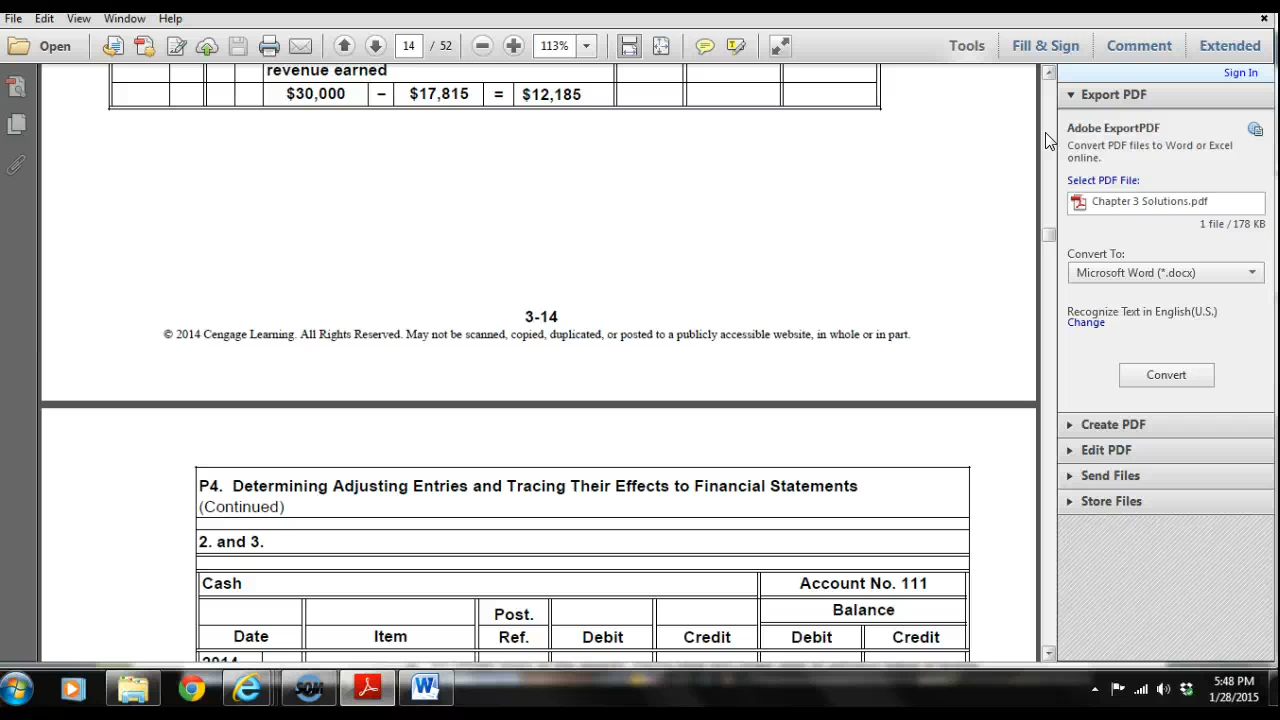 File Edit View Window Help
Open 14 / 52 113% Tools Fill & Sign Comment Extended
Sign In
revenue earned
$30,000 – $17,815 = $12,185
3-14
© 2014 Cengage Learning. All Rights Reserved. May not be scanned, copied, duplicated, or posted to a publicly accessible website, in whole or in part.
P4. Determining Adjusting Entries and Tracing Their Effects to Financial Statements
(Continued)
2. and 3.
Cash Account No. 111
Post. Balance
Date Item Ref. Debit Credit Debit Credit
2014
Export PDF
Adobe ExportPDF
Convert PDF files to Word or Excel
online.
Select PDF File:
Chapter 3 Solutions.pdf
1 file / 178 KB
Convert To:
Microsoft Word (*.docx)
Recognize Text in English(U.S.)
Change
Convert
Create PDF
Edit PDF
Send Files
Store Files
5:48 PM
1/28/2015